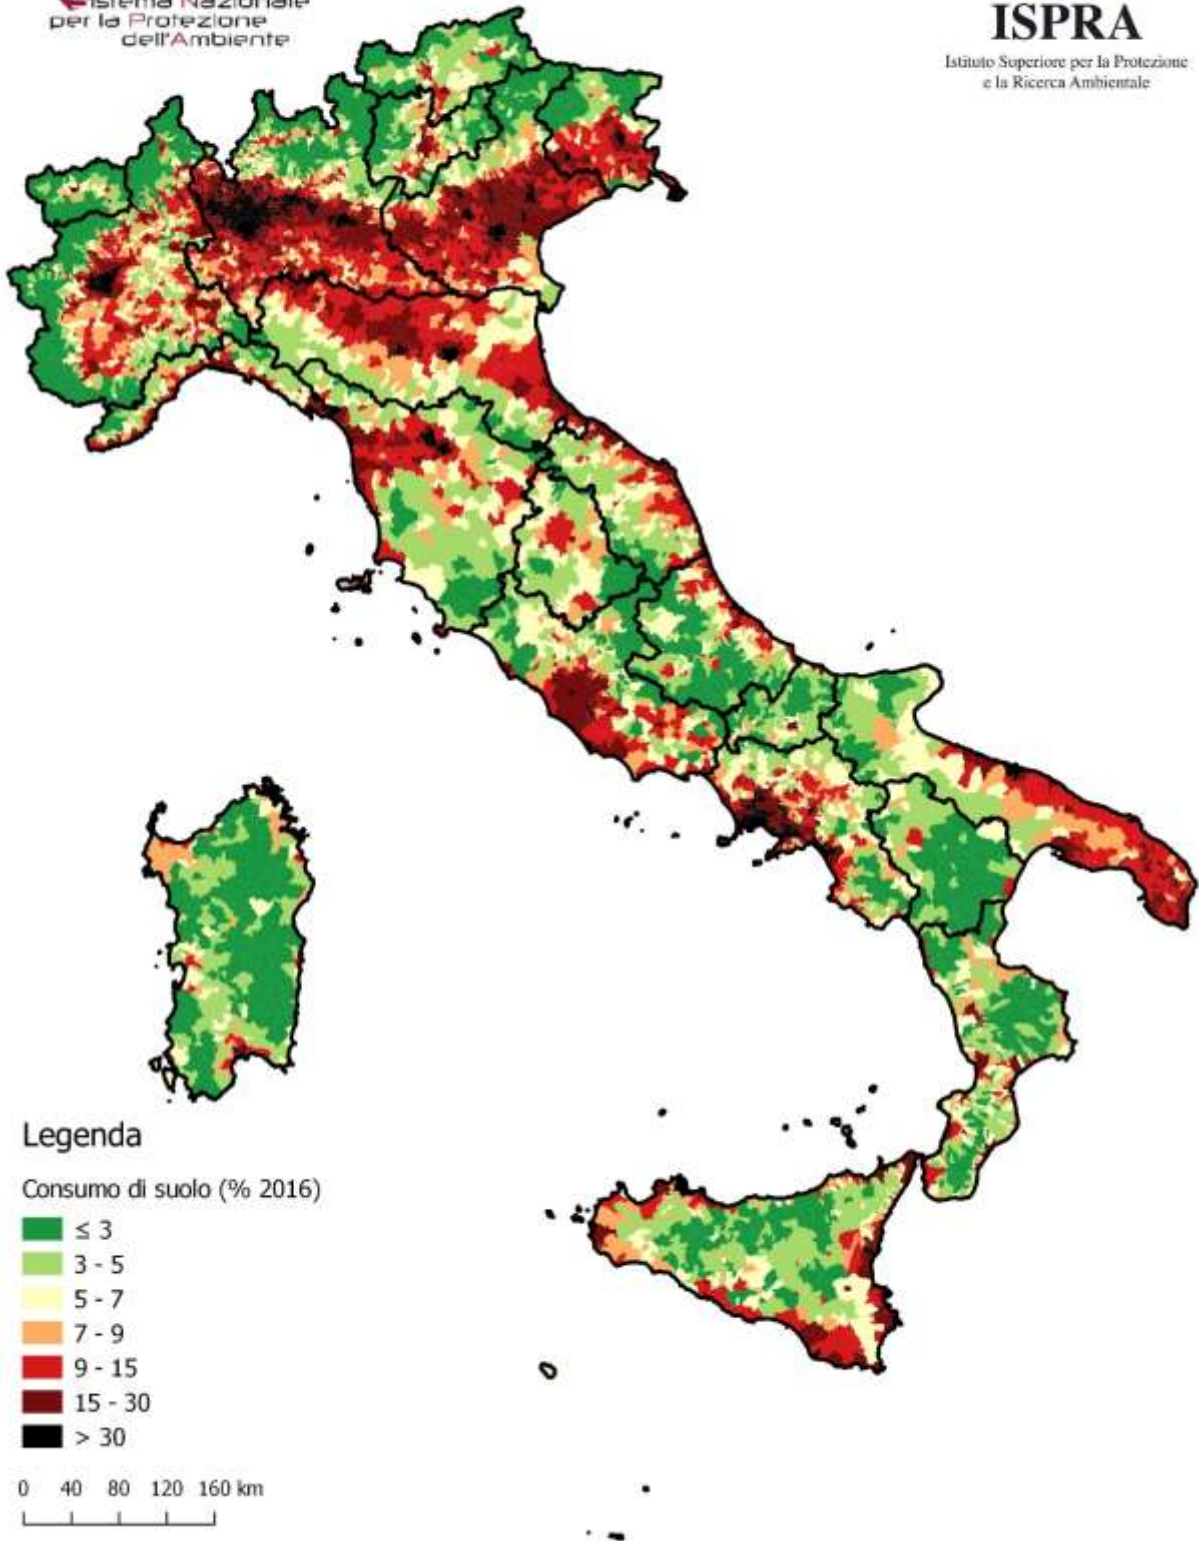 per la Protezione
dell'Ambiente
ISPRA
Istituto Superiore per la Protezione
e la Ricerca Ambientale
Legenda
Consumo di suolo (% 2016)
≤ 3
3 - 5
5 - 7
7 - 9
9 - 15
15 - 30
> 30
0 40 80 120 160 km